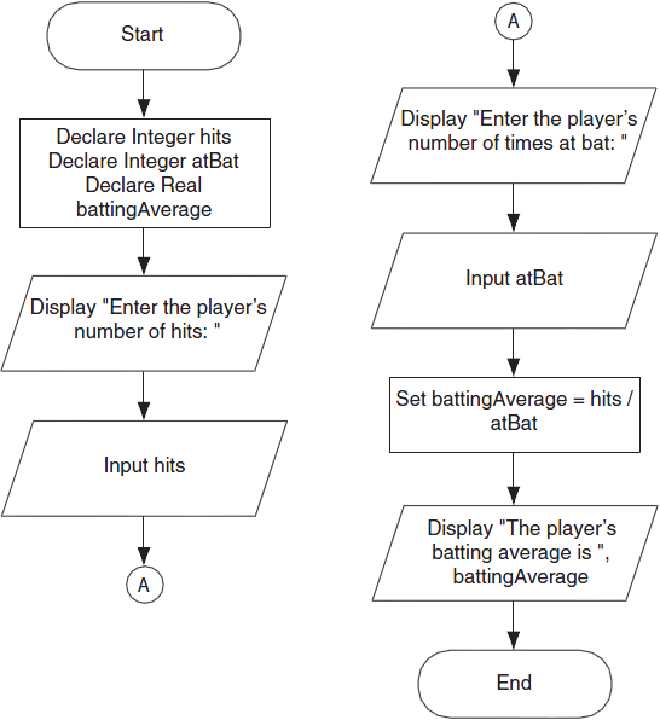 Start
Declare Integer hits
Declare Integer atBat
Declare Real
battingAverage
Display "Enter the player’s
number of hits: "
Input hits
A
A
Display "Enter the player’s
number of times at bat: "
Input atBat
Set battingAverage = hits /
atBat
Display "The player’s
batting average is ",
battingAverage
End